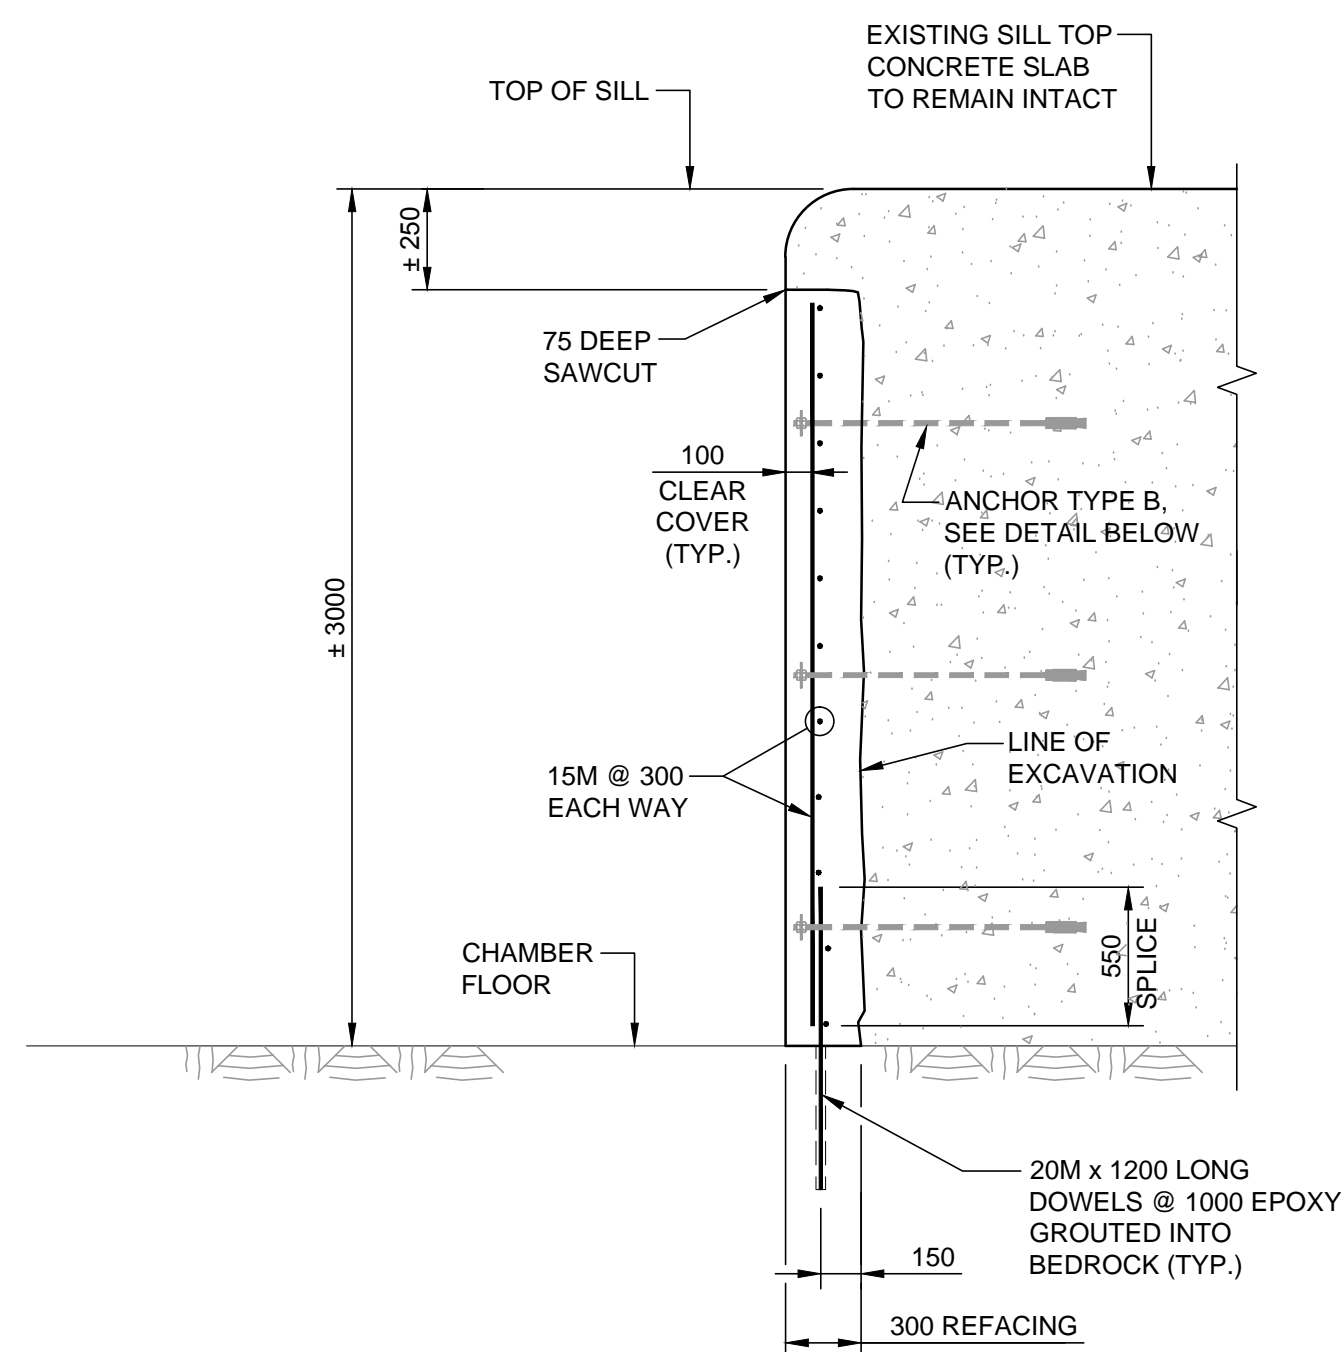 EXISTING SILL TOP
CONCRETE SLAB
TO REMAIN INTACT
TOP OF SILL
± 250
75 DEEP
SAWCUT
100
CLEAR
COVER
(TYP.)
ANCHOR TYPE B,
SEE DETAIL BELOW
(TYP.)
± 3000
15M @ 300
EACH WAY
LINE OF
EXCAVATION
550
SPLICE
CHAMBER
FLOOR
20M x 1200 LONG
DOWELS @ 1000 EPOXY
GROUTED INTO
BEDROCK (TYP.)
150
300 REFACING